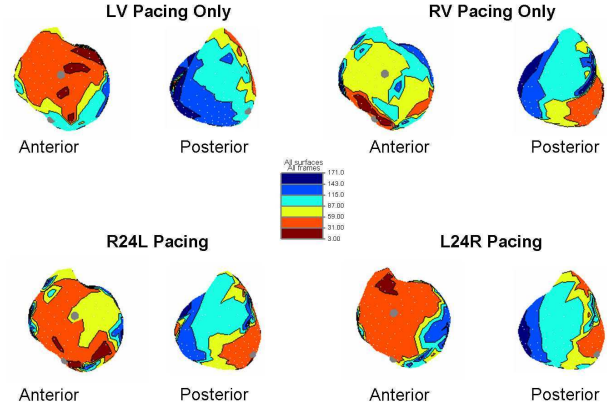 LV Pacing Only
RV Pacing Only
Anterior
Posterior
Anterior
Posterior
All surfaces
All frames
171.0
143.0
115.0
87.00
59.00
31.00
3.00
R24L Pacing
L24R Pacing
Anterior
Posterior
Anterior
Posterior